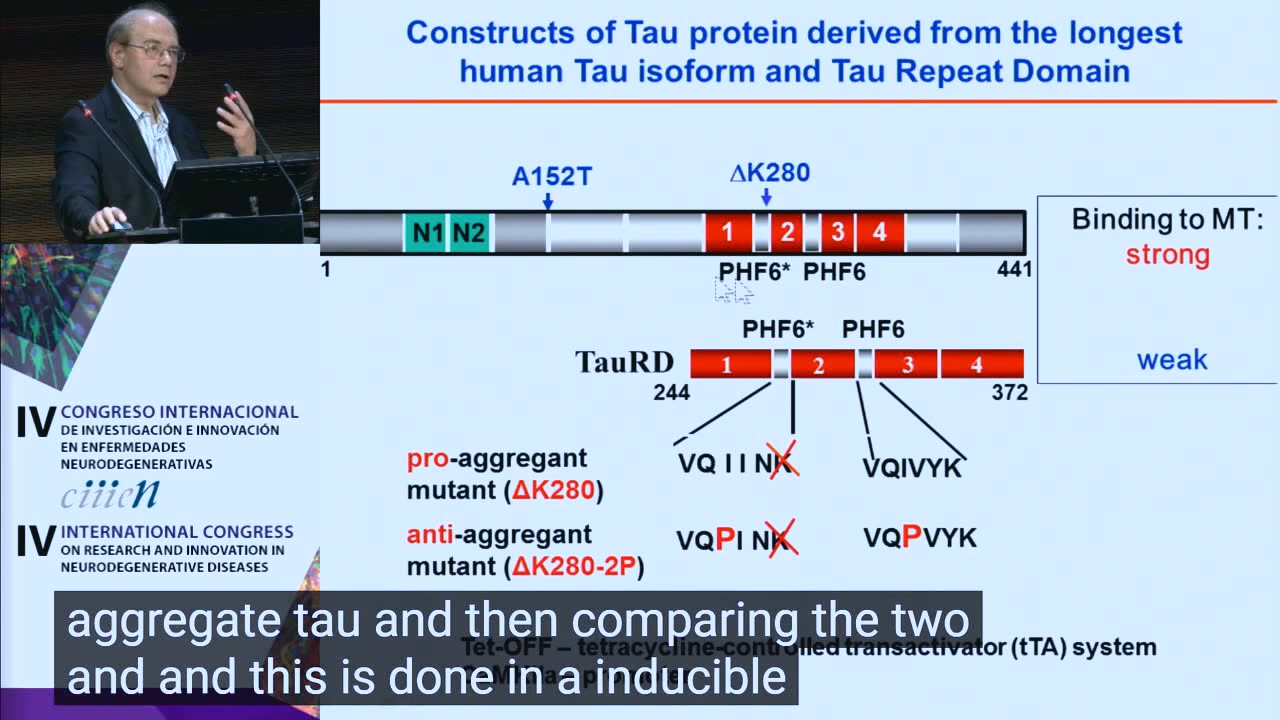 Constructs of Tau protein derived from the longest
human Tau isoform and Tau Repeat Domain
A152T
ΔK280
N1 N2 1 2 3 4
1 PHF6* PHF6 441
Binding to MT:
strong
weak
PHF6* PHF6
TauRD 1 2 3 4
244 372
pro-aggregant
mutant (ΔK280)
VQ I I NK
VQIVYK
anti-aggregant
mutant (ΔK280-2P)
VQPI NK
VQPVYK
Tet-OFF – tetracycline-controlled transactivator (tTA) system
IV CONGRESO INTERNACIONAL
DE INVESTIGACIÓN E INNOVACIÓN
EN ENFERMEDADES
NEURODEGENERATIVAS
ciiien
IV INTERNATIONAL CONGRESS
ON RESEARCH AND INNOVATION IN
NEURODEGENERATIVE DISEASES
aggregate tau and then comparing the two
and and this is done in a inducible